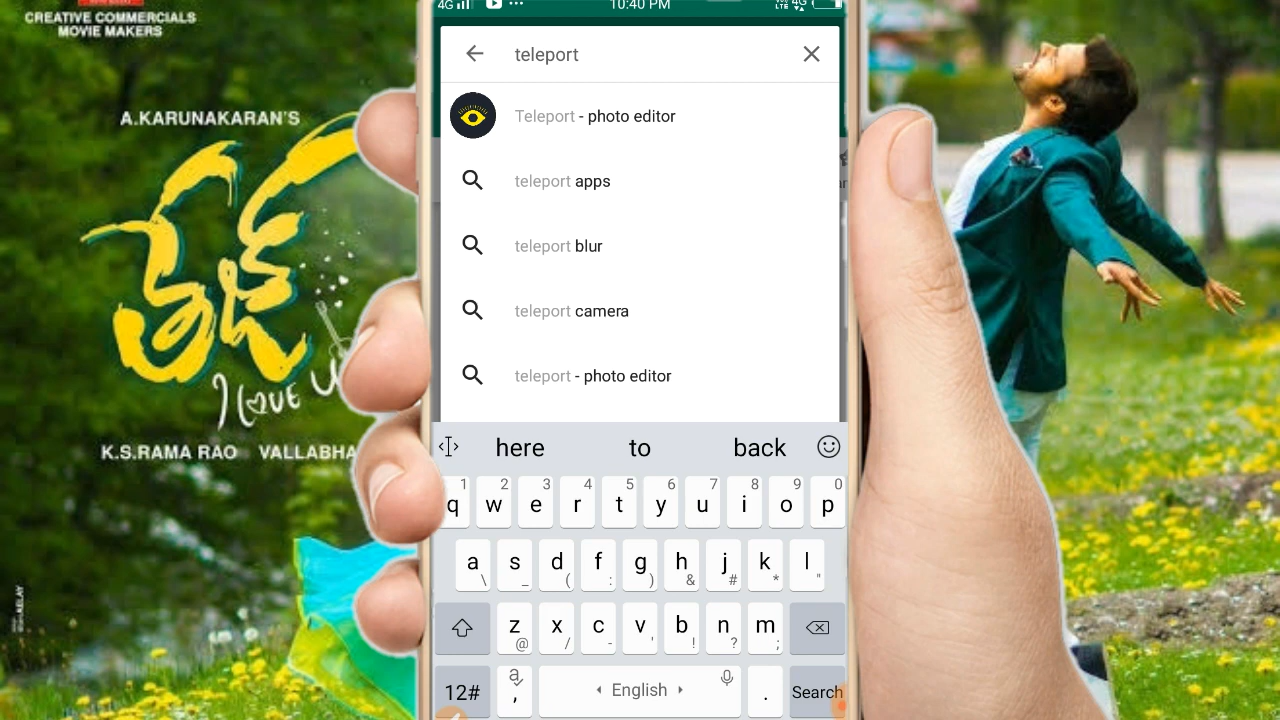 CREATIVE COMMERCIALS
MOVIE MAKERS
A.KARUNAKARAN'S
తేజ్
I LOVE U
K.S.RAMA RAO VALLABHA
4G 10:40 PM 4G
LTE
teleport
Teleport - photo editor
teleport apps
teleport blur
teleport camera
teleport - photo editor
here to back
1 2 3 4 5 6 7 8 9 0
q w e r t y u i o p
a s d f g h j k l
\ _ ( : ) & # * "
z x c v b n m
@ / - ' ! ? ;
12# , English . Search